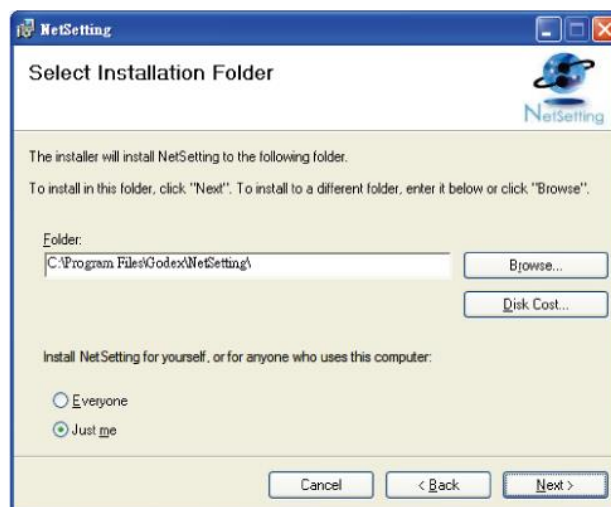 NetSetting
Select Installation Folder
NetSetting
The installer will install NetSetting to the following folder.
To install in this folder, click "Next". To install to a different folder, enter it below or click "Browse".
Folder:
C:\Program Files\Godex\NetSetting\
Browse...
Disk Cost...
Install NetSetting for yourself, or for anyone who uses this computer:
Everyone
Just me
Cancel
< Back
Next >